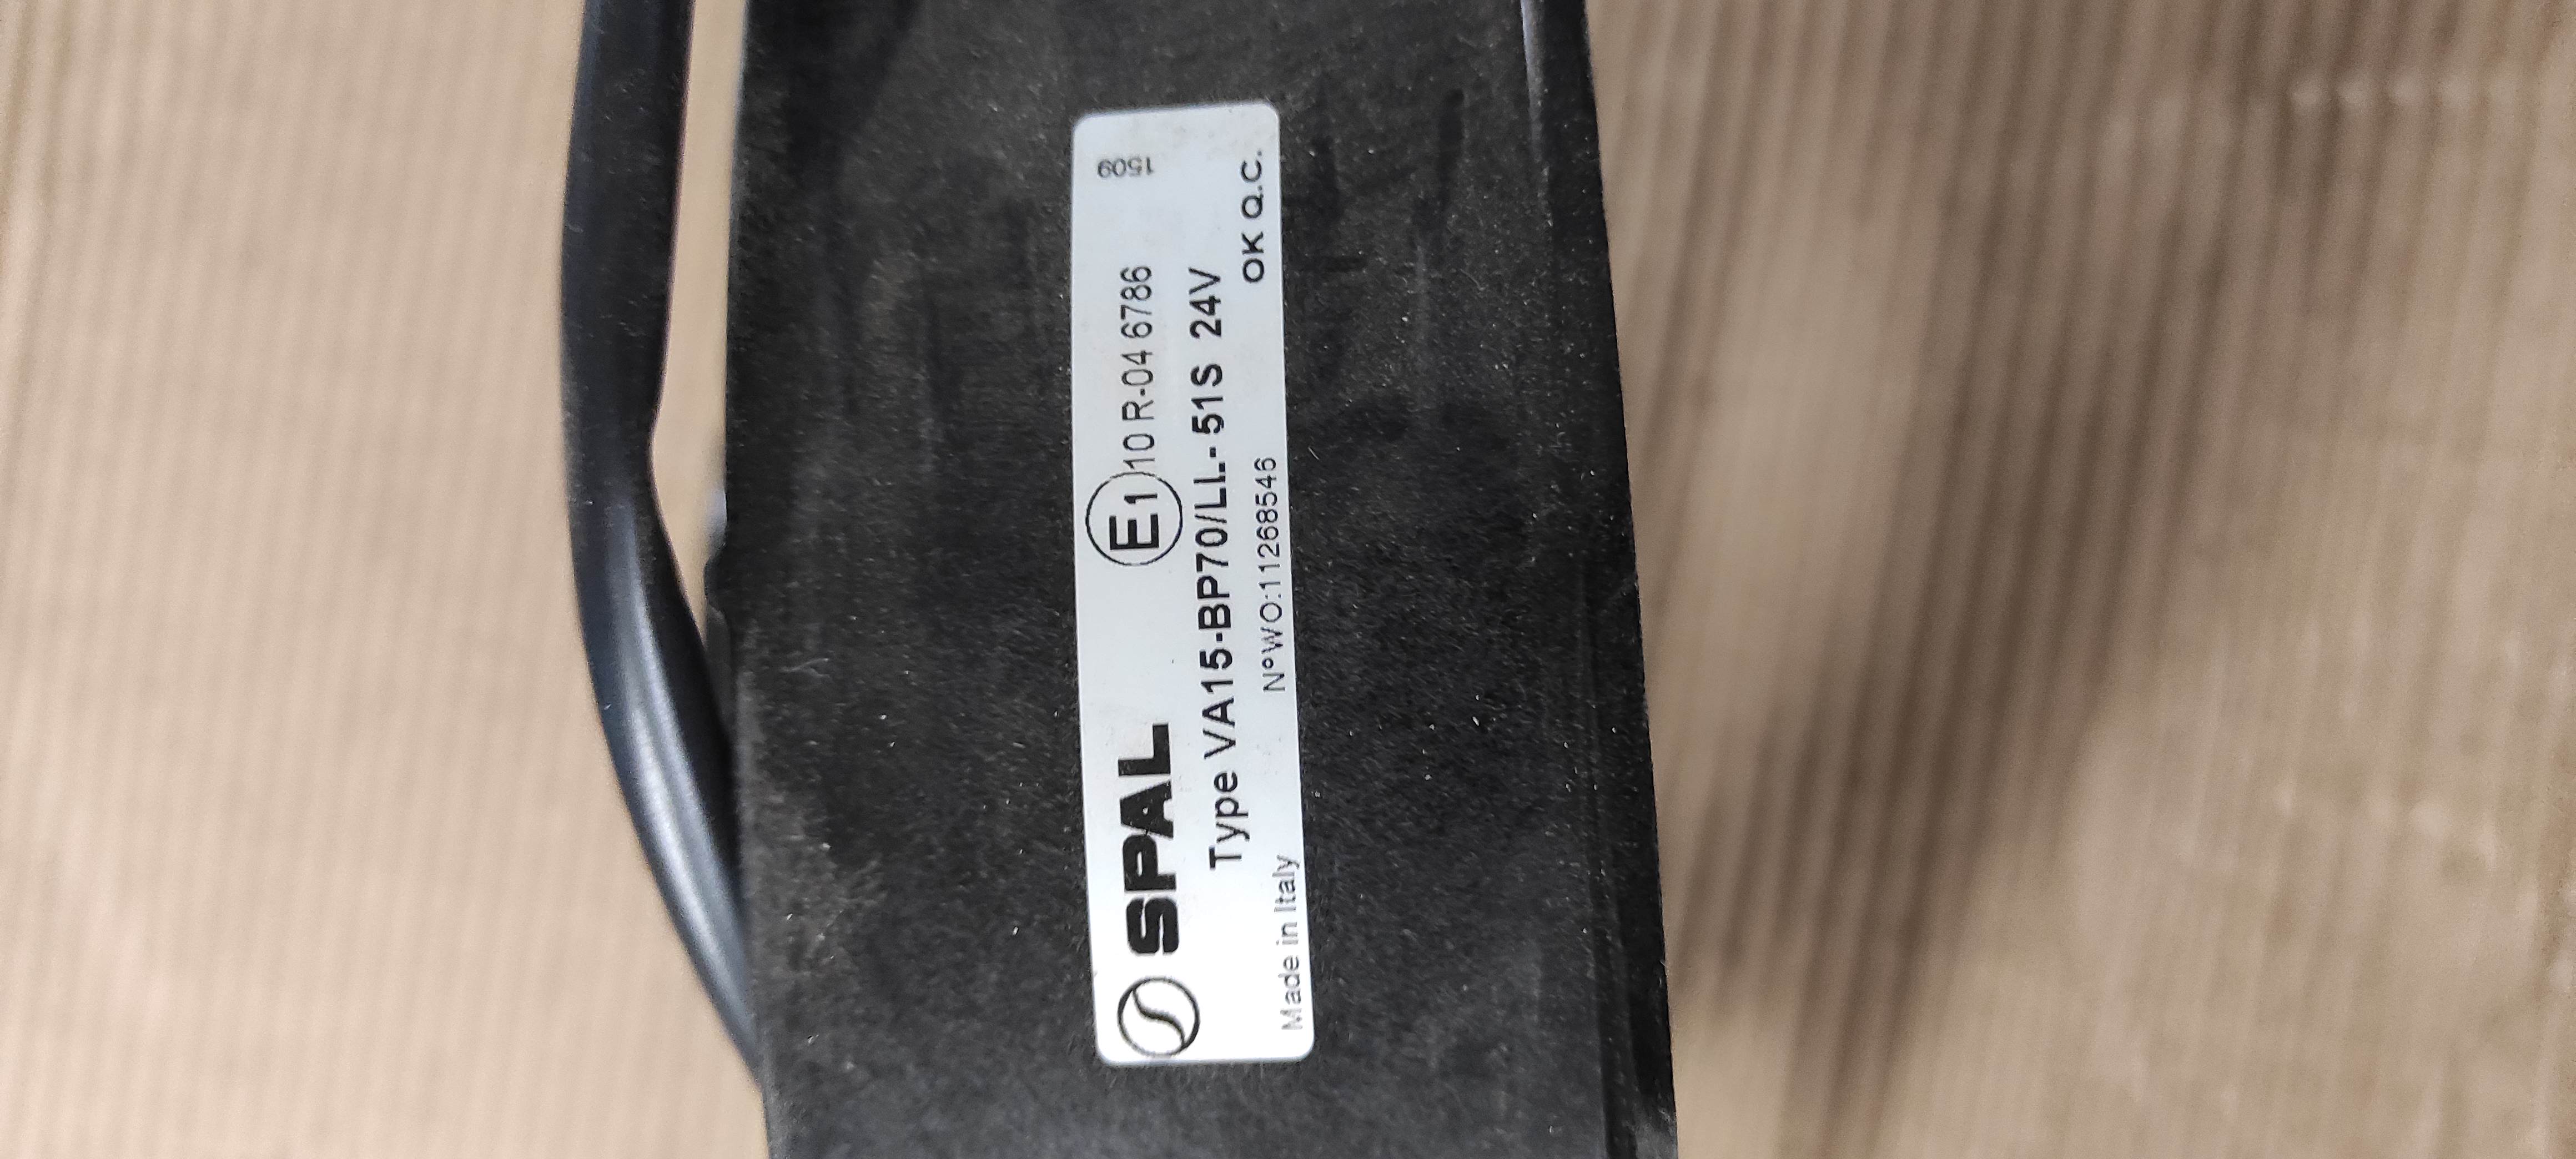 1509
SPAL E1 10 R-04 6786
Type VA15-BP70/LL-51S 24V
Made in Italy N°WO:11268546 OK Q.C.